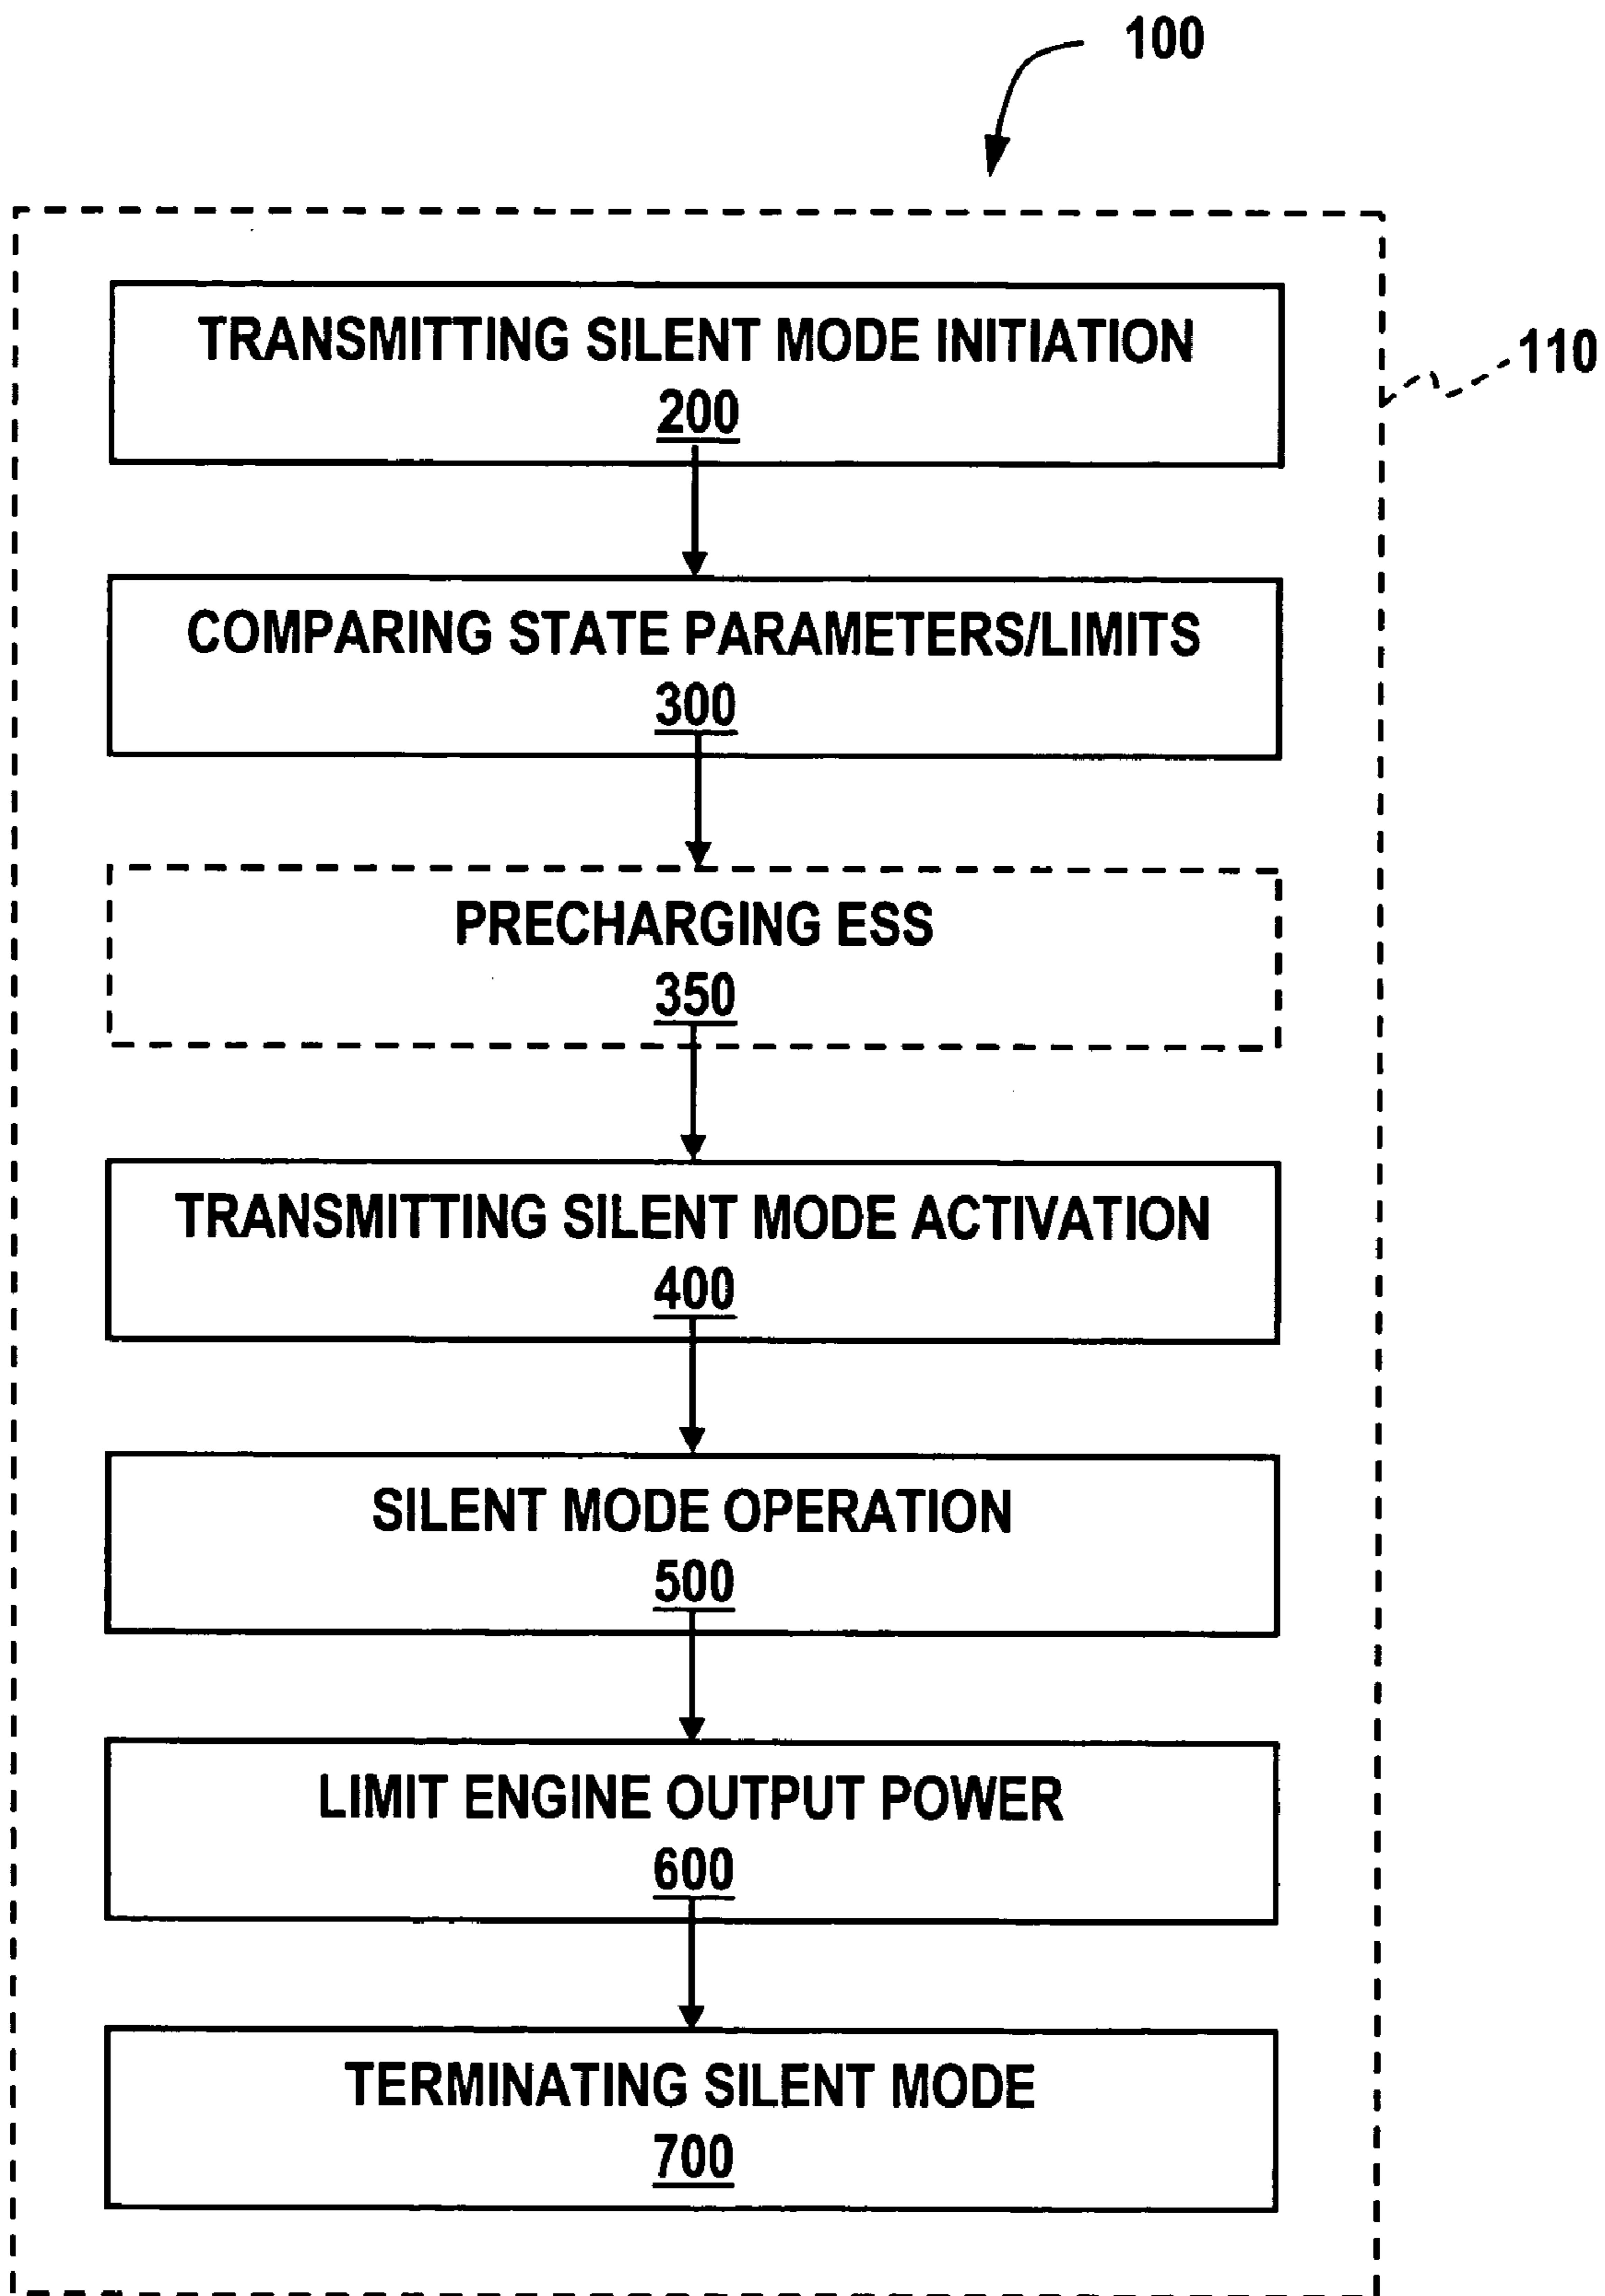 100
110
TRANSMITTING SILENT MODE INITIATION
200
COMPARING STATE PARAMETERS/LIMITS
300
PRECHARGING ESS
350
TRANSMITTING SILENT MODE ACTIVATION
400
SILENT MODE OPERATION
500
LIMIT ENGINE OUTPUT POWER
600
TERMINATING SILENT MODE
700